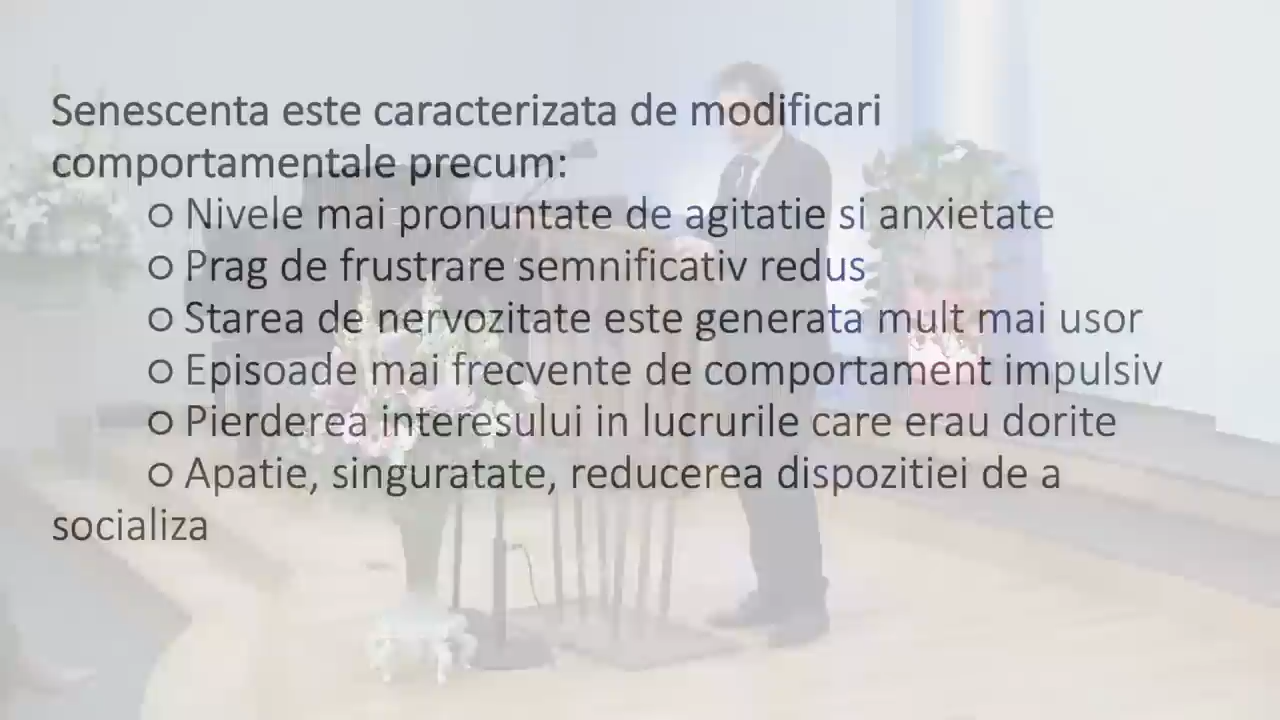 Senescenta este caracterizata de modificari
comportamentale precum:
○ Nivele mai pronuntate de agitatie si anxietate
○ Prag de frustrare semnificativ redus
○ Starea de nervozitate este generata mult mai usor
○ Episoade mai frecvente de comportament impulsiv
○ Pierderea interesului in lucrurile care erau dorite
○ Apatie, singuratate, reducerea dispozitiei de a
socializa